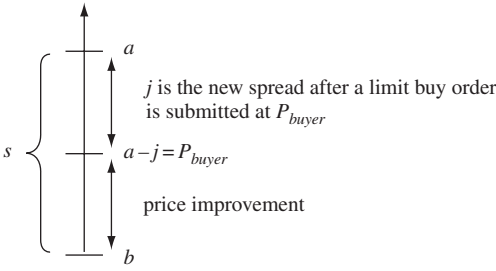 a
j is the new spread after a limit buy order
is submitted at P_buyer
s
a – j = P_buyer
price improvement
b